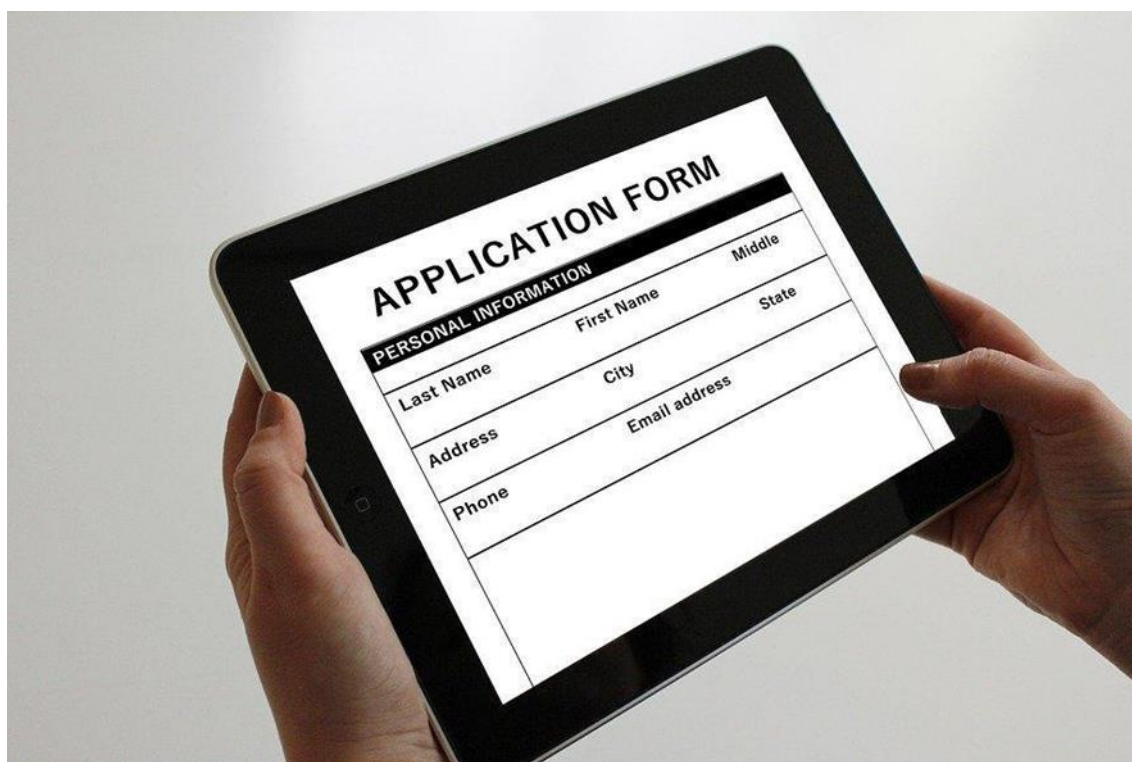 APPLICATION FORM
PERSONAL INFORMATION
Last Name First Name Middle
Address City State
Phone Email address